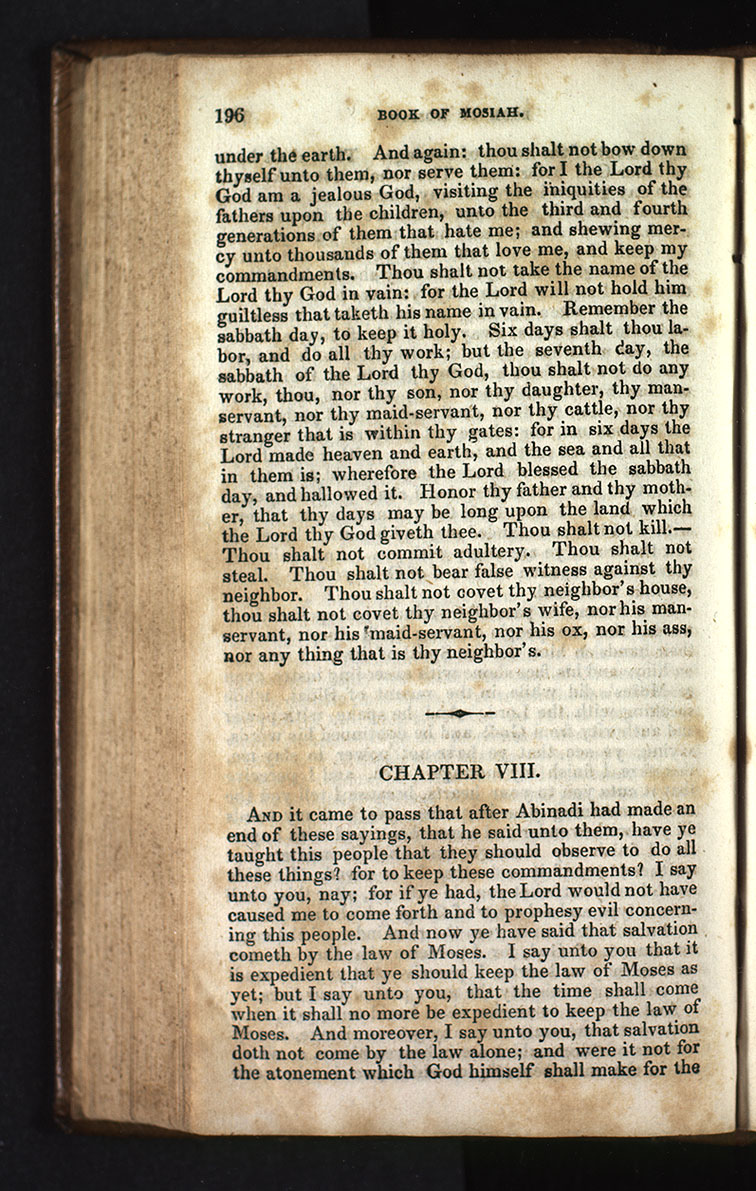 196
BOOK OF MOSIAH.
under the earth. And again: thou shalt not bow down
thyself unto them, nor serve them: for I the Lord thy
God am a jealous God, visiting the iniquities of the
fathers upon the children, unto the third and fourth
generations of them that hate me; and shewing mer-
cy unto thousands of them that love me, and keep my
commandments. Thou shalt not take the name of the
Lord thy God in vain: for the Lord will not hold him
guiltless that taketh his name in vain. Remember the
sabbath day, to keep it holy. Six days shalt thou la-
bor, and do all thy work; but the seventh day, the
sabbath of the Lord thy God, thou shalt not do any
work, thou, nor thy son, nor thy daughter, thy man-
servant, nor thy maid-servant, nor thy cattle, nor thy
stranger that is within thy gates: for in six days the
Lord made heaven and earth, and the sea and all that
in them is; wherefore the Lord blessed the sabbath
day, and hallowed it. Honor thy father and thy moth-
er, that thy days may be long upon the land which
the Lord thy God giveth thee. Thou shalt not kill.—
Thou shalt not commit adultery. Thou shalt not
steal. Thou shalt not bear false witness against thy
neighbor. Thou shalt not covet thy neighbor's house,
thou shalt not covet thy neighbor's wife, nor his man-
servant, nor his maid-servant, nor his ox, nor his ass,
nor any thing that is thy neighbor's.
CHAPTER VIII.
AND it came to pass that after Abinadi had made an
end of these sayings, that he said unto them, have ye
taught this people that they should observe to do all
these things? for to keep these commandments? I say
unto you, nay; for if ye had, the Lord would not have
caused me to come forth and to prophesy evil concern-
ing this people. And now ye have said that salvation
cometh by the law of Moses. I say unto you that it
is expedient that ye should keep the law of Moses as
yet; but I say unto you, that the time shall come
when it shall no more be expedient to keep the law of
Moses. And moreover, I say unto you, that salvation
doth not come by the law alone; and were it not for
the atonement which God himself shall make for the